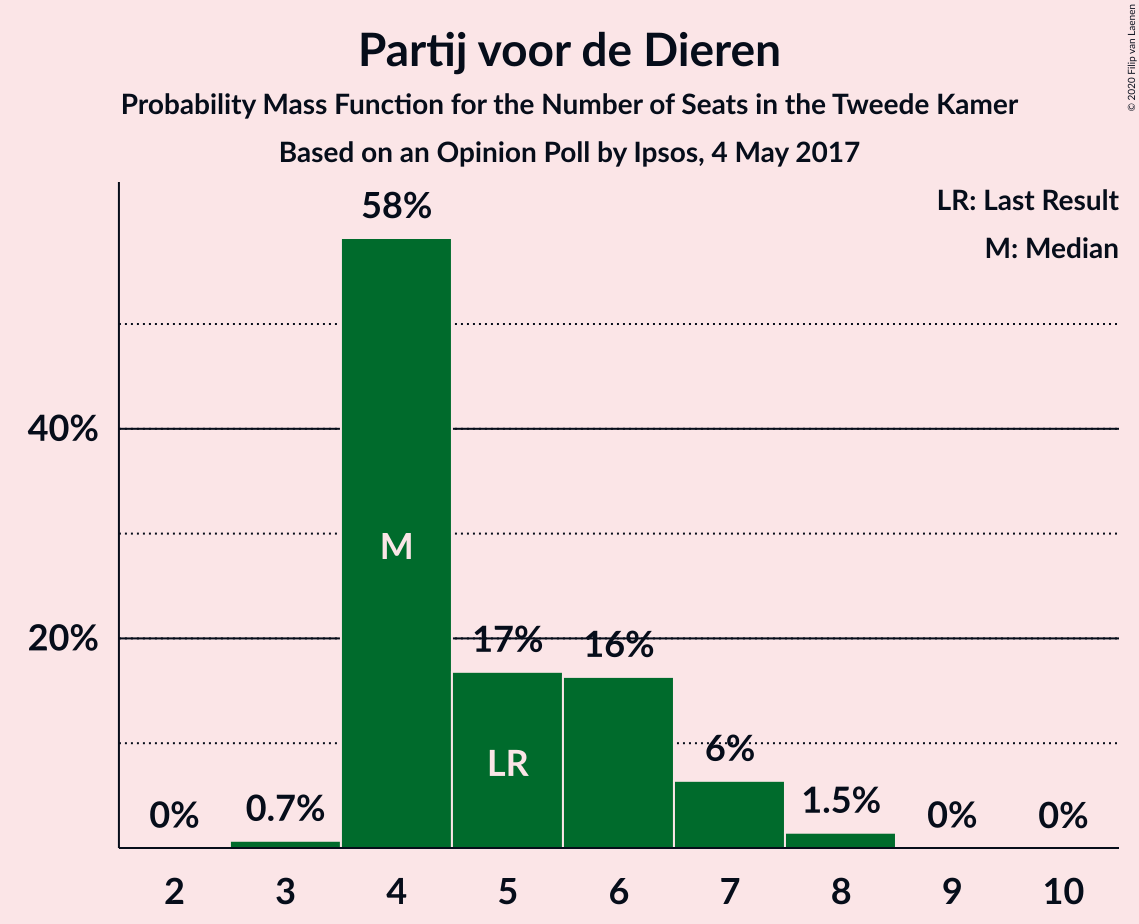 Partij voor de Dieren
Probability Mass Function for the Number of Seats in the Tweede Kamer
Based on an Opinion Poll by Ipsos, 4 May 2017
© 2020 Filip van Laenen
LR: Last Result
M: Median
58%
40%
M
20%
17%
16%
6%
LR
0%
0.7%
1.5%
0%
0%
2 3 4 5 6 7 8 9 10